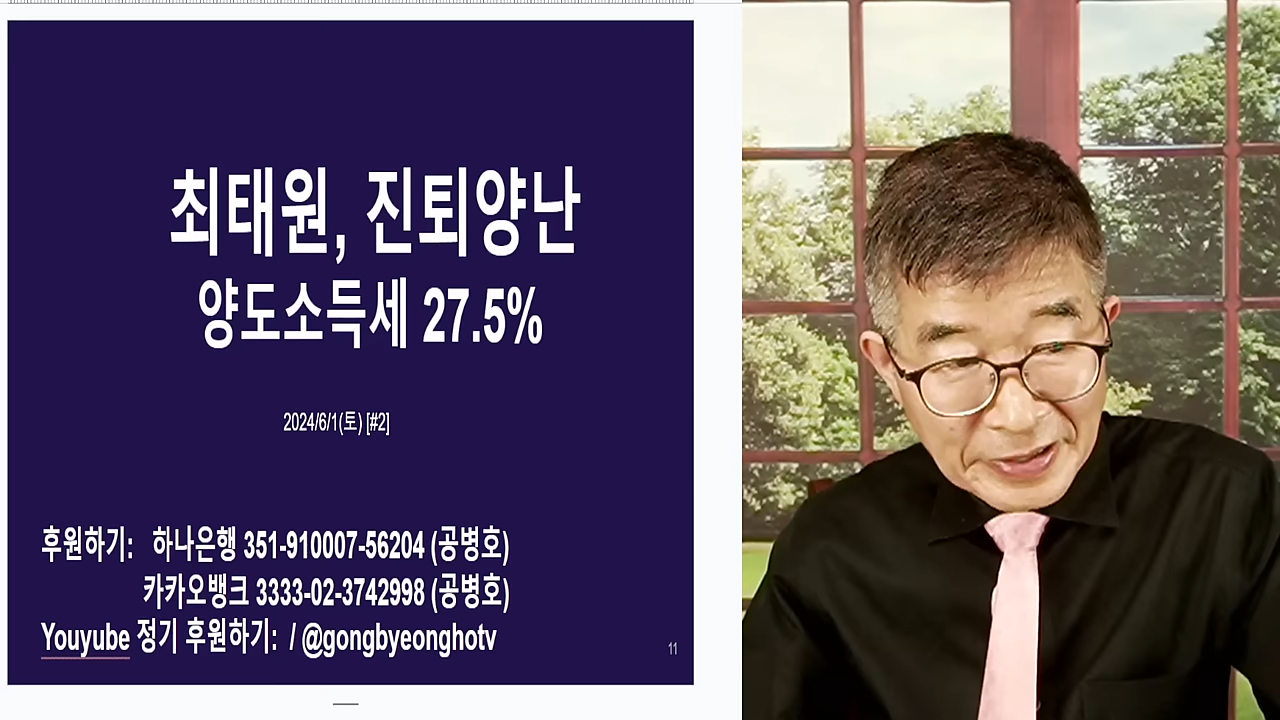 최태원, 진퇴양난
양도소득세 27.5%
2024/6/1(토) [#2]
후원하기: 하나은행 351-910007-56204 (공병호)
카카오뱅크 3333-02-3742998 (공병호)
Youyube 정기 후원하기: / @gongbyeonghotv
11